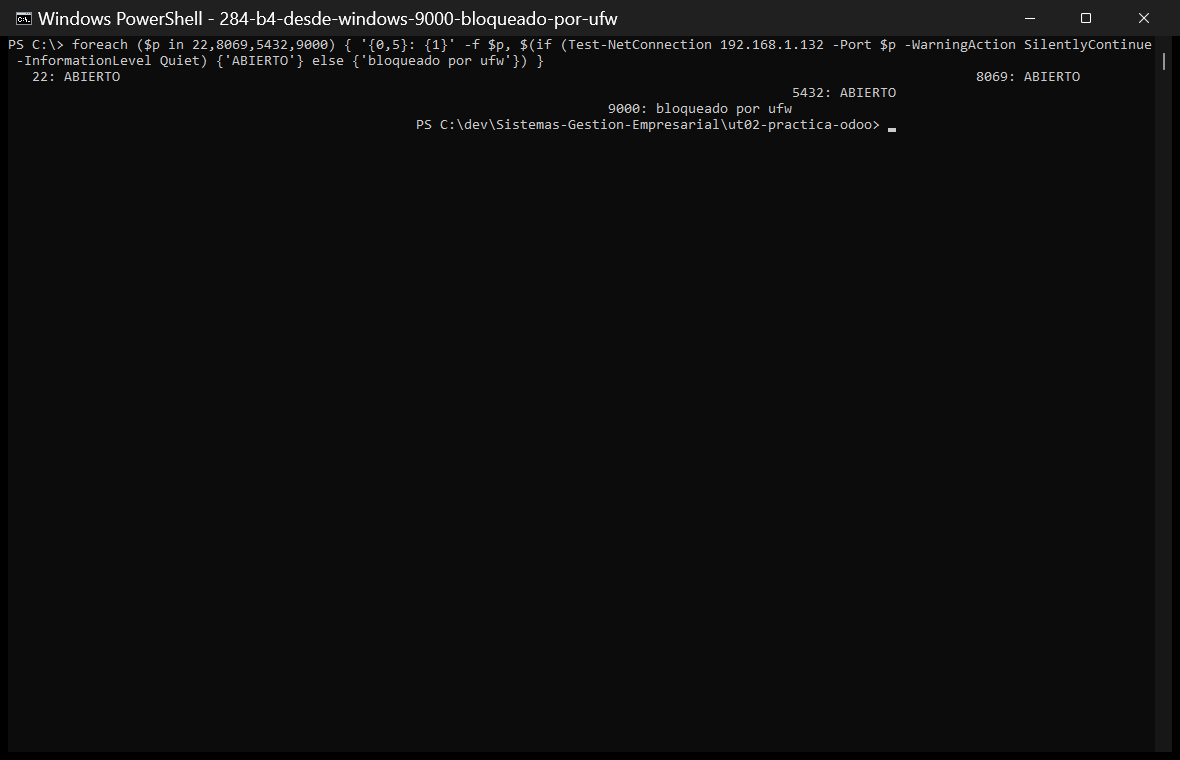 Windows PowerShell - 284-b4-desde-windows-9000-bloqueado-por-ufw
PS C:\> foreach ($p in 22,8069,5432,9000) { '{0,5}: {1}' -f $p, $(if (Test-NetConnection 192.168.1.132 -Port $p -WarningAction SilentlyContinue
-InformationLevel Quiet) {'ABIERTO'} else {'bloqueado por ufw'}) }
22: ABIERTO 8069: ABIERTO
5432: ABIERTO
9000: bloqueado por ufw
PS C:\dev\Sistemas-Gestion-Empresarial\ut02-practica-odoo>